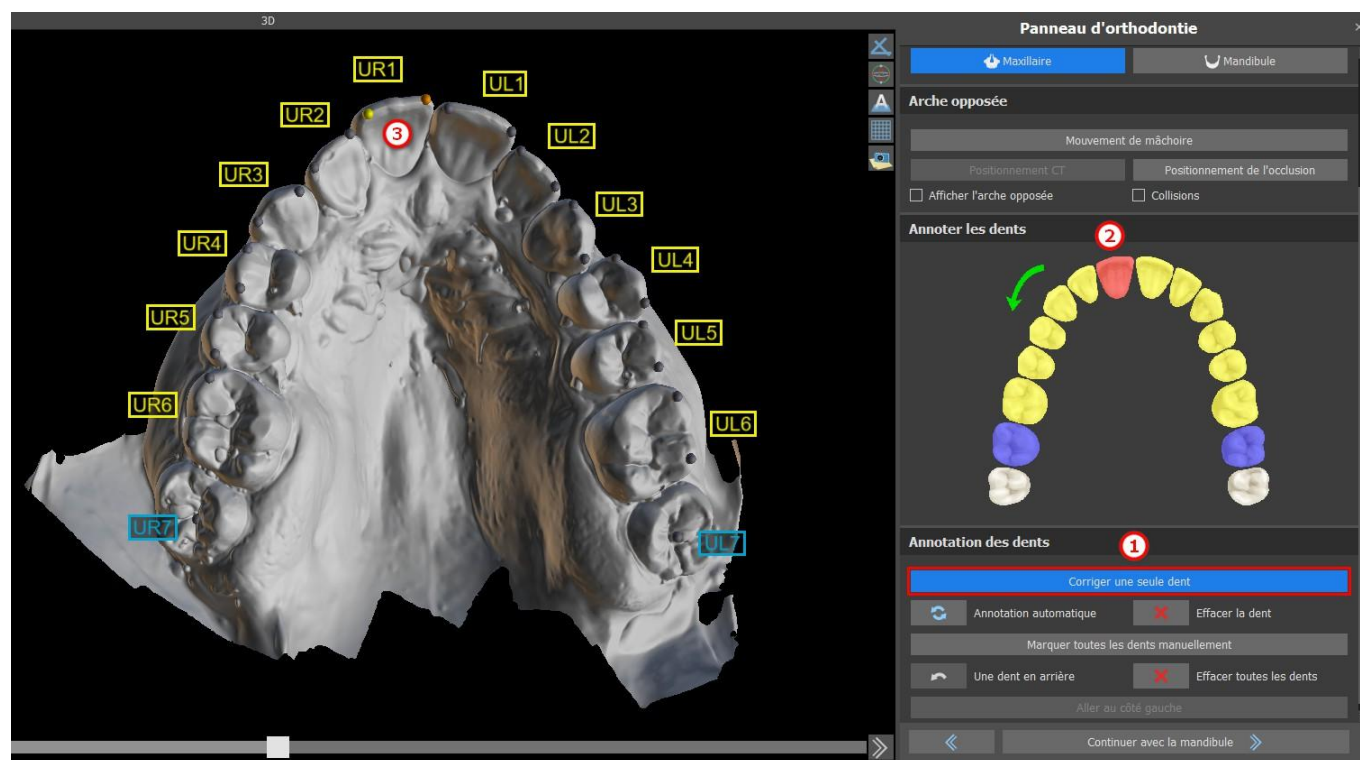 3D
UR1
UL1
UR2
UL2
UR3
UL3
UR4
UL4
UR5
UL5
UR6
UL6
UR7
UL7
3
Panneau d'orthodontie
Maxillaire
Mandibule
Arche opposée
Mouvement de mâchoire
Positionnement CT
Positionnement de l'occlusion
Afficher l'arche opposée
Collisions
Annoter les dents
2
Annotation des dents
1
Corriger une seule dent
Annotation automatique
Effacer la dent
Marquer toutes les dents manuellement
Une dent en arrière
Effacer toutes les dents
Aller au côté gauche
Continuer avec la mandibule